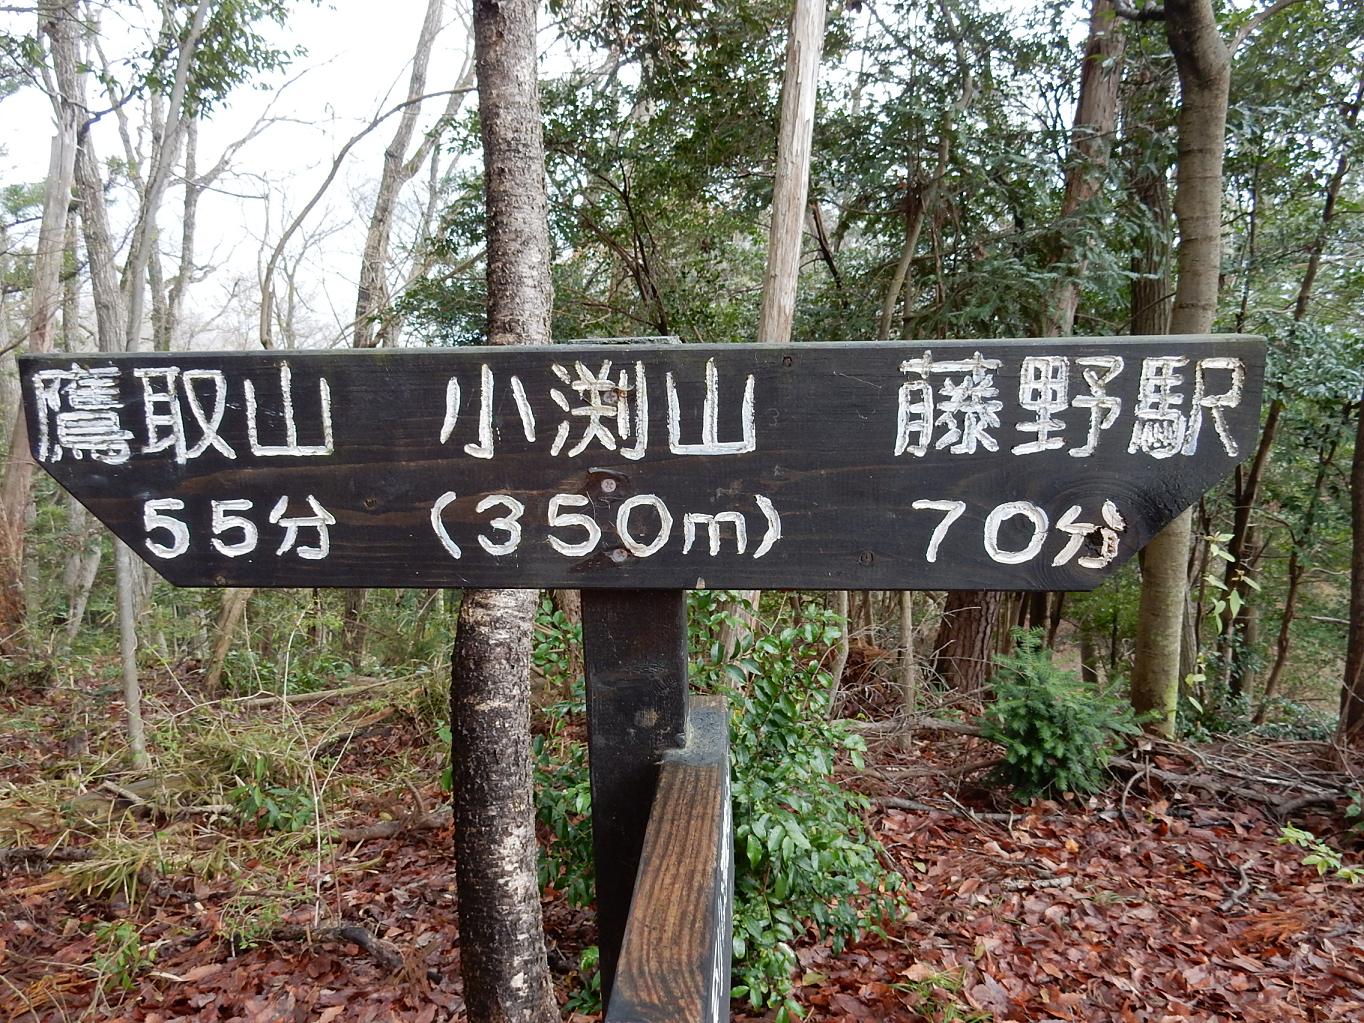 鷹取山 小渕山 藤野駅
55分 (350m) 70分